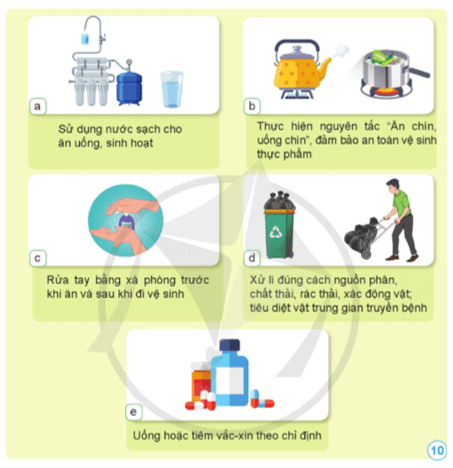 a
Sử dụng nước sạch cho
ăn uống, sinh hoạt
b
Thực hiện nguyên tắc "Ăn chín,
uống chín", đảm bảo an toàn vệ sinh
thực phẩm
c
Rửa tay bằng xà phòng trước
khi ăn và sau khi đi vệ sinh
d
Xử lí đúng cách nguồn phân,
chất thải, rác thải, xác động vật;
tiêu diệt vật trung gian truyền bệnh
e
Uống hoặc tiêm vắc-xin theo chỉ định
10